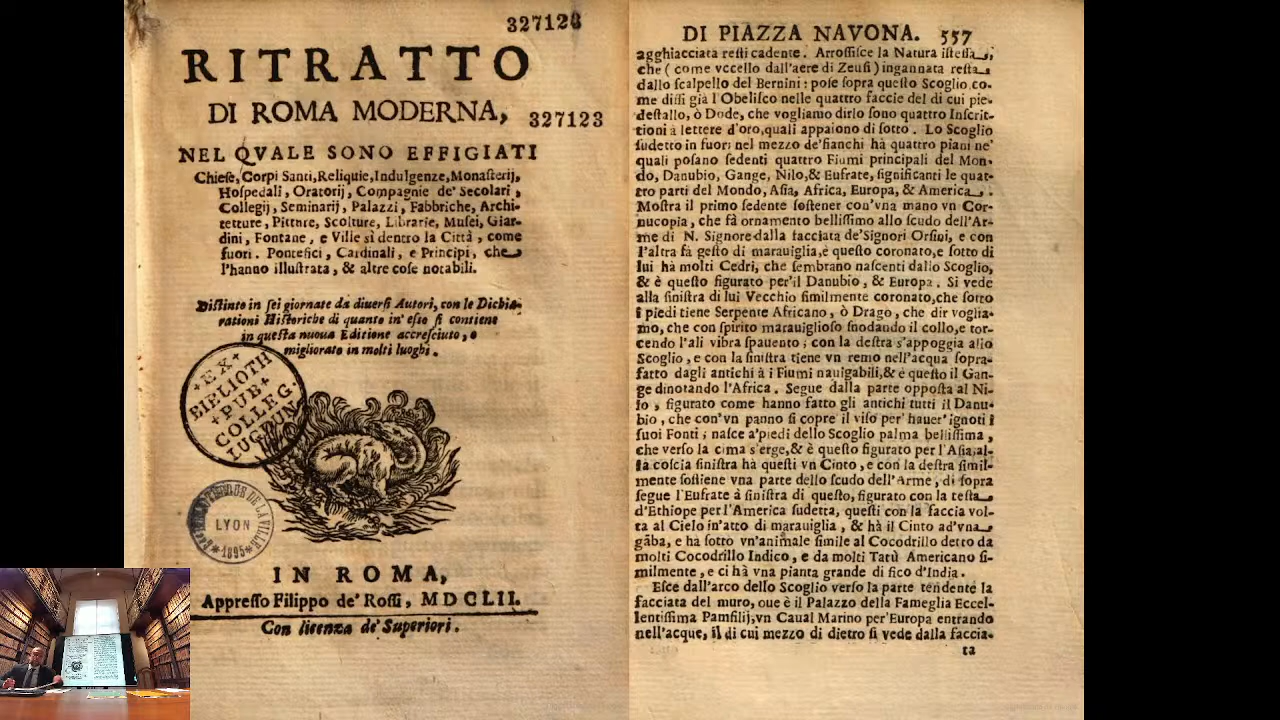 327123
RITRATTO
DI ROMA MODERNA,
327123
NEL QVALE SONO EFFIGIATI
Chiese, Corpi Santi, Reliquie, Indulgenze, Monasterij,
Hospedali, Oratorij, Compagnie de' Secolari,
Collegij, Seminarij, Palazzi, Fabbriche, Archi-
tetture, Pitture, Scolture, Librarie, Musei, Giar-
dini, Fontane, e Ville sì dentro la Città, come
fuori. Pontefici, Cardinali, e Principi, che
l'hanno illustrata, & altre cose notabili.
Distinto in sei giornate da diuersi Autori, con le Dichia-
rationi Historiche di quanto in' esso si contiene
in questa nuoua Editione accresciuto, e
migliorato in molti luoghi.
+EX+
BIBLIOTH
+PUB+
COLLEG.
LUGDUN
DE LA VILLE
LYON
*1895*
IN ROMA,
Appresso Filippo de' Rossi, MDCLII.
Con licenza de' Superiori.
DI PIAZZA NAVONA. 557
agghiacciata resti cadente. Arrossisce la Natura istessa,
che (come vccello dall'aere di Zeusi) ingannata resta
dallo scalpello del Bernini: pose sopra questo Scoglio co-
me dissi già l'Obelisco nelle quattro faccie del di cui pie-
destallo, ò Dode, che vogliamo dirlo sono quattro Inscrit-
tioni à lettere d'oro, quali appaiono di sotto. Lo Scoglio
sudetto in fuori nel mezzo de'fianchi hà quattro piani ne'
quali posano sedenti quattro Fiumi principali del Mon-
do, Danubio, Gange, Nilo, & Eufrate, significanti le quat-
tro parti del Mondo, Asia, Africa, Europa, & America.
Mostra il primo sedente sostener con'vna mano vn Cor-
nucopia, che fà ornamento bellissimo allo scudo dell'Ar-
me di N. Signore dalla facciata de'Signori Orsini, e con
l'altra fà gesto di marauiglia, è questo coronato, e sotto di
lui hà molti Cedri, che sembrano nascenti dallo Scoglio,
& è questo figurato per'il Danubio, & Europa. Si vede
alla sinistra di lui Vecchio similmente coronato, che sotto
i piedi tiene Serpente Africano, ò Drago, che dir voglia-
mo, che con spirito marauiglioso snodando il collo, e tor-
cendo l'ali vibra spauento; con la destra s'appoggia allo
Scoglio, e con la sinistra tiene vn remo nell'acqua sopra-
fatto dagli antichi à i Fiumi nauigabili, & è questo il Gan-
ge dinotando l'Africa. Segue dalla parte opposta al Ni-
lo, figurato come hanno fatto gli antichi tutti il Danu-
bio, che con'vn panno si copre il viso per' hauer' ignoti i
suoi Fonti; nasce a'piedi dello Scoglio palma bellissima,
che verso la cima s'erge, & è questo figurato per l'Asia, al-
la coscia sinistra hà questi vn Cinto, e con la destra simil-
mente sostiene vna parte dello scudo dell'Arme, di sopra
segue l'Eufrate à sinistra di questo, figurato con la testa
d'Ethiope per l'America sudetta, questi con la faccia vol-
ta al Cielo in'atto di marauiglia, & hà il Cinto ad'vna
gãba, e hà sotto vn'animale simile al Cocodrillo detto da
molti Cocodrillo Indico, e da molti Tatù Americano si-
milmente, e ci hà vna pianta grande di fico d'India.
Esce dall'arco dello Scoglio verso la parte tendente la
facciata del muro, oue è il Palazzo della Fameglia Eccel-
lentissima Pamfilij, vn Caual Marino per'Europa entrando
nell'acque, il di cui mezzo di dietro si vede dalla faccia-
ta